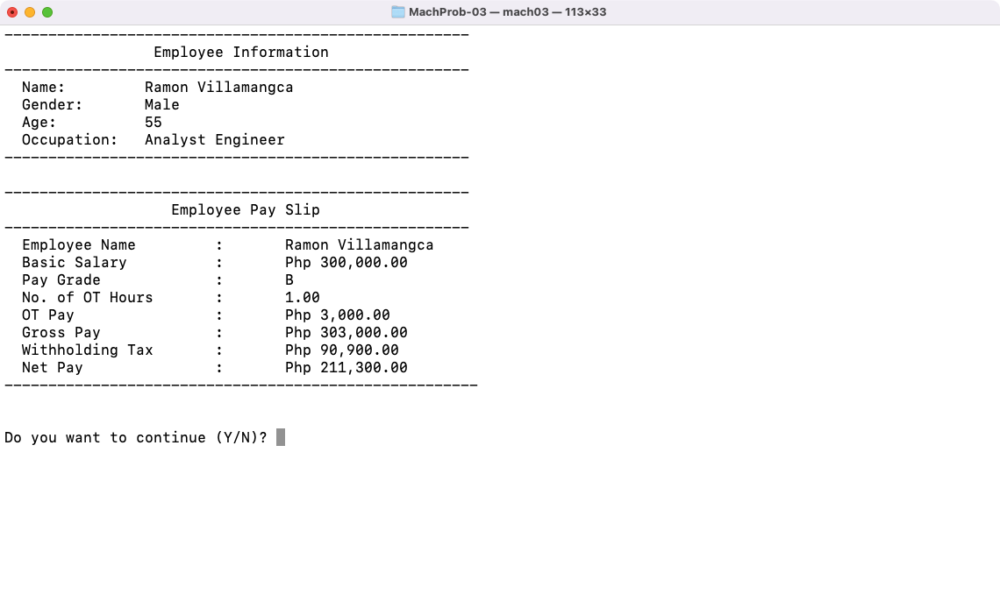 MachProb-03 — mach03 — 113×33
-----------------------------------------------------
Employee Information
-----------------------------------------------------
Name: Ramon Villamangca
Gender: Male
Age: 55
Occupation: Analyst Engineer
-----------------------------------------------------
-----------------------------------------------------
Employee Pay Slip
-----------------------------------------------------
Employee Name : Ramon Villamangca
Basic Salary : Php 300,000.00
Pay Grade : B
No. of OT Hours : 1.00
OT Pay : Php 3,000.00
Gross Pay : Php 303,000.00
Withholding Tax : Php 90,900.00
Net Pay : Php 211,300.00
------------------------------------------------------
Do you want to continue (Y/N)?